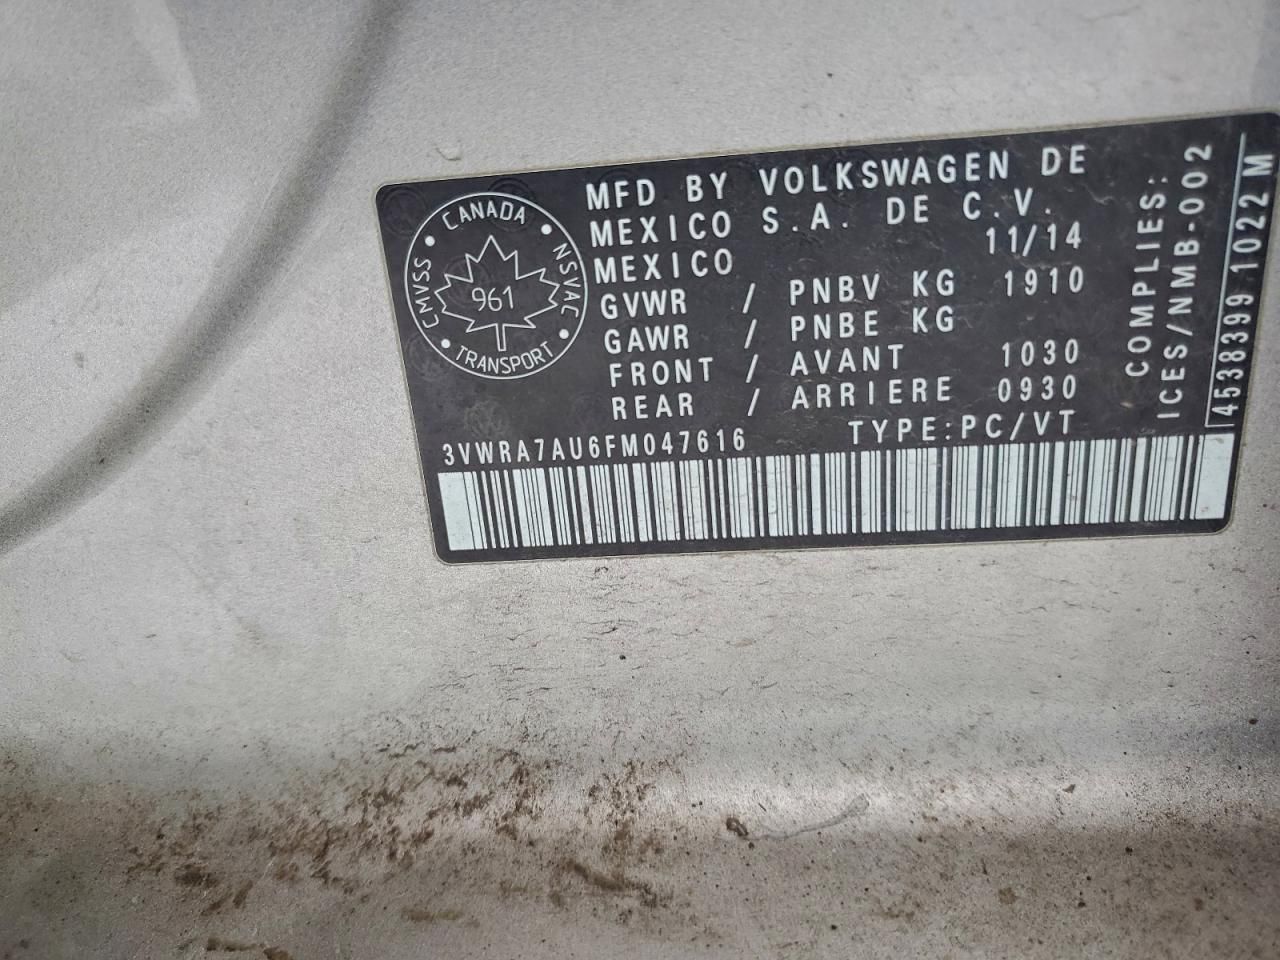 CANADA
CMVSS NSVAC
961
TRANSPORT
MFD BY VOLKSWAGEN DE
MEXICO S.A. DE C.V.
MEXICO 11/14
GVWR / PNBV KG 1910
GAWR / PNBE KG
FRONT / AVANT 1030
REAR / ARRIERE 0930
3VWRA7AU6FM047616 TYPE:PC/VT
COMPLIES:
ICES/NMB-002
4538399 1022 M